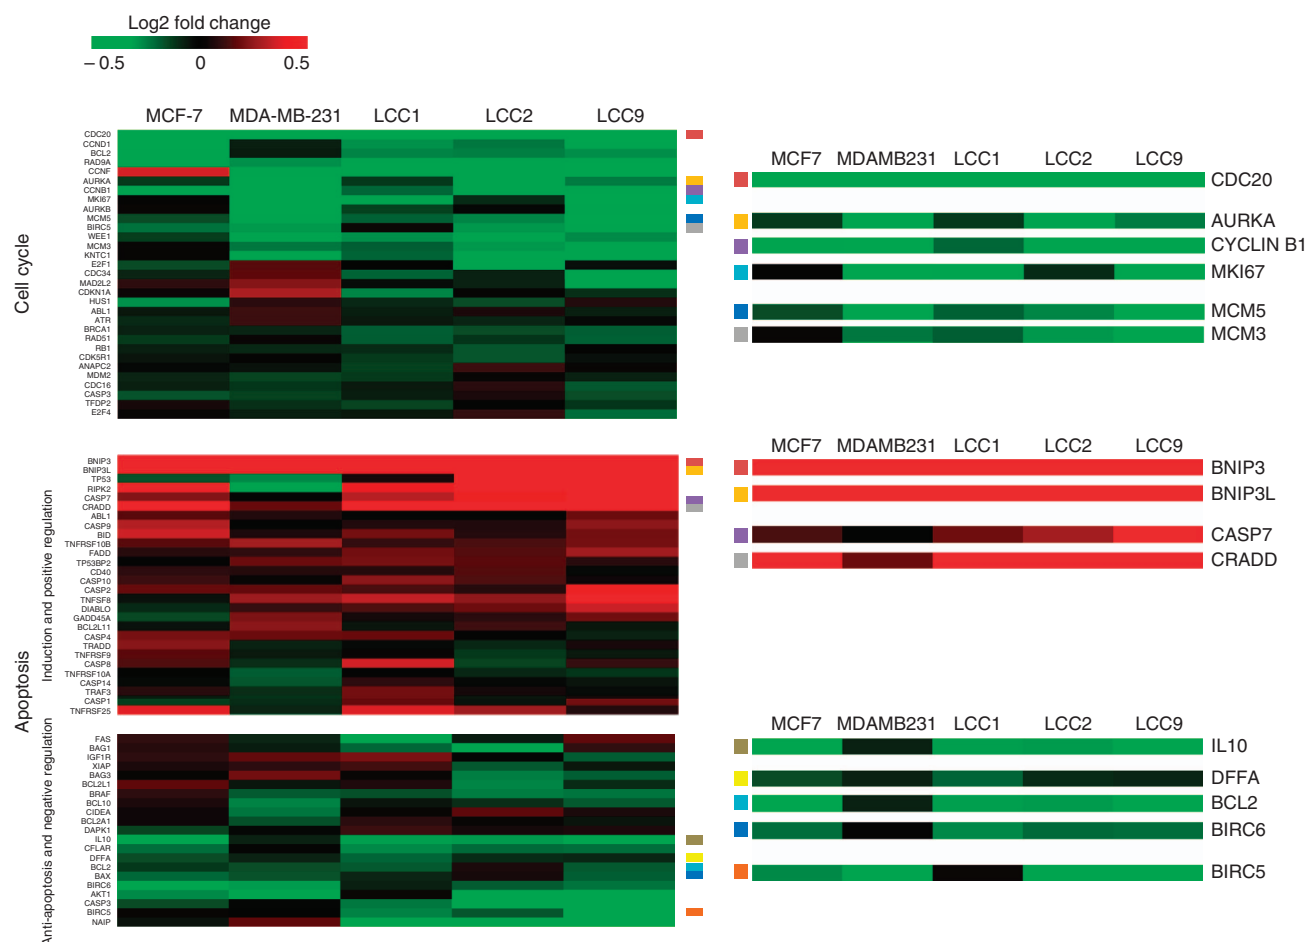 Log2 fold change
– 0.5 0 0.5
MCF-7 MDA-MB-231 LCC1 LCC2 LCC9
Cell cycle
CDC20
CCND1
BCL2
RAD9A
CCNF
AURKA
CCNB1
MKI67
AURKB
MCM5
BIRC5
WEE1
MCM3
KNTC1
E2F1
CDC34
MAD2L2
CDKN1A
HUS1
ABL1
ATR
BRCA1
RAD51
RB1
CDK5R1
ANAPC2
MDM2
CDC16
CASP3
TFDP2
E2F4
MCF7 MDAMB231 LCC1 LCC2 LCC9
CDC20
AURKA
CYCLIN B1
MKI67
MCM5
MCM3
Apoptosis
Induction and positive regulation
BNIP3
BNIP3L
TP53
RIPK2
CASP7
CRADD
ABL1
CASP9
BID
TNFRSF10B
FADD
TP53BP2
CD40
CASP10
CASP2
TNFSF8
DIABLO
GADD45A
BCL2L11
CASP4
TRADD
TNFRSF9
CASP8
TNFRSF10A
CASP14
TRAF3
CASP1
TNFRSF25
MCF7 MDAMB231 LCC1 LCC2 LCC9
BNIP3
BNIP3L
CASP7
CRADD
Anti-apoptosis and negative regulation
FAS
BAG1
IGF1R
XIAP
BAG3
BCL2L1
BRAF
BCL10
CIDEA
BCL2A1
DAPK1
IL10
CFLAR
DFFA
BCL2
BAX
BIRC6
AKT1
CASP3
BIRC5
NAIP
MCF7 MDAMB231 LCC1 LCC2 LCC9
IL10
DFFA
BCL2
BIRC6
BIRC5